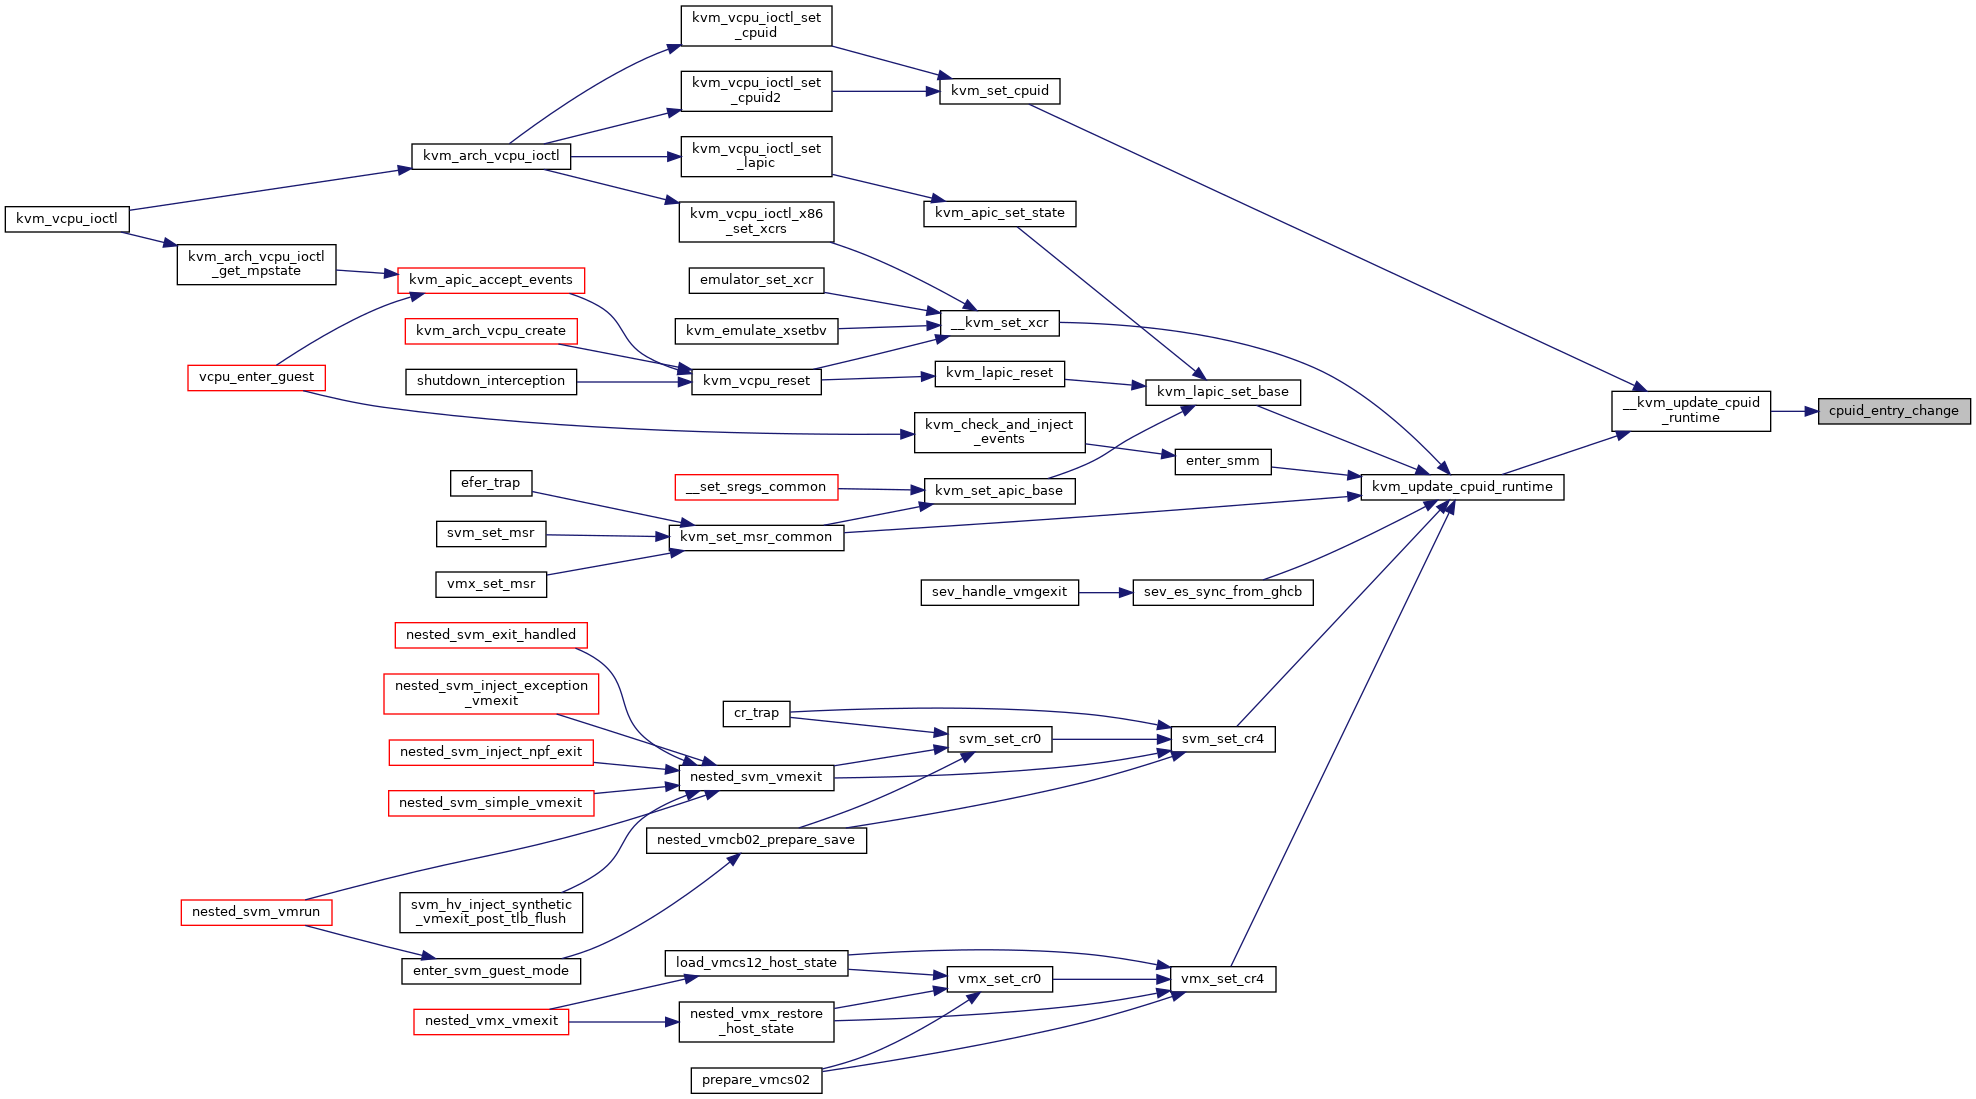 kvm_vcpu_ioctl_set
_cpuid
kvm_vcpu_ioctl_set
_cpuid2
kvm_set_cpuid
kvm_arch_vcpu_ioctl
kvm_vcpu_ioctl_set
_lapic
kvm_vcpu_ioctl
kvm_vcpu_ioctl_x86
_set_xcrs
kvm_apic_set_state
kvm_arch_vcpu_ioctl
_get_mpstate
kvm_apic_accept_events
emulator_set_xcr
kvm_arch_vcpu_create
kvm_emulate_xsetbv
__kvm_set_xcr
vcpu_enter_guest
shutdown_interception
kvm_vcpu_reset
kvm_lapic_reset
kvm_lapic_set_base
__kvm_update_cpuid
_runtime
cpuid_entry_change
kvm_check_and_inject
_events
enter_smm
efer_trap
__set_sregs_common
kvm_set_apic_base
kvm_update_cpuid_runtime
svm_set_msr
kvm_set_msr_common
vmx_set_msr
sev_handle_vmgexit
sev_es_sync_from_ghcb
nested_svm_exit_handled
nested_svm_inject_exception
_vmexit
cr_trap
svm_set_cr0
svm_set_cr4
nested_svm_inject_npf_exit
nested_svm_vmexit
nested_svm_simple_vmexit
nested_vmcb02_prepare_save
nested_svm_vmrun
svm_hv_inject_synthetic
_vmexit_post_tlb_flush
enter_svm_guest_mode
load_vmcs12_host_state
vmx_set_cr0
vmx_set_cr4
nested_vmx_vmexit
nested_vmx_restore
_host_state
prepare_vmcs02